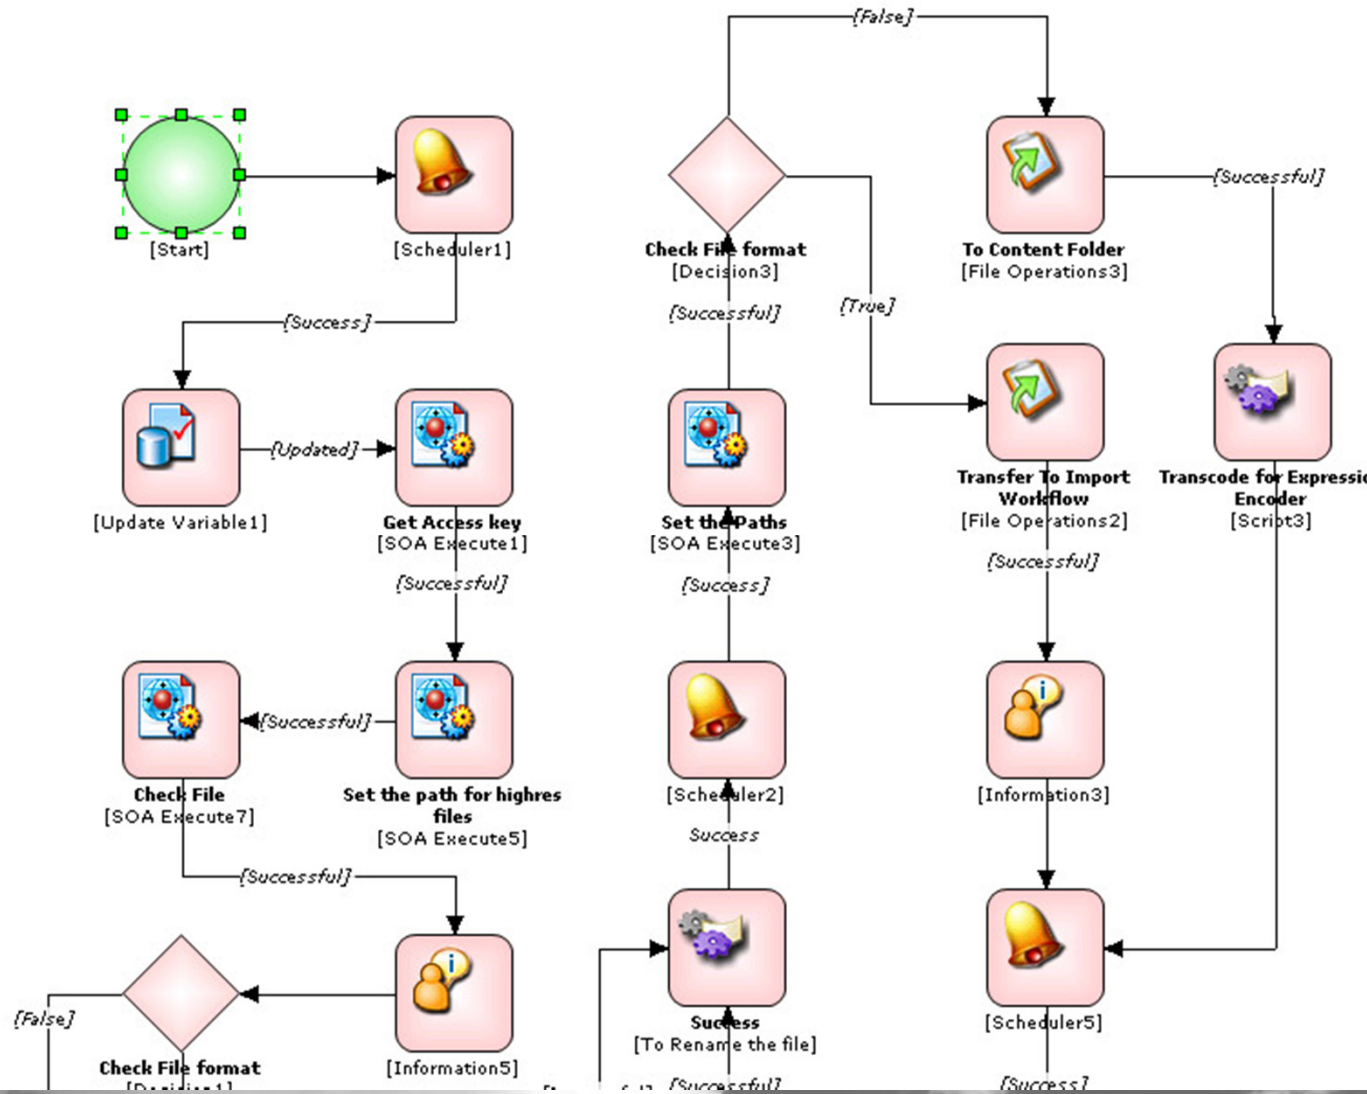 [False]
[Successful]
[Start]
[Scheduler1]
Check File format
[Decision3]
To Content Folder
[File Operations3]
[Success]
[Successful]
[True]
[Updated]
[Update Variable1]
Get Access key
[SOA Execute1]
Set the Paths
[SOA Execute3]
Transfer To Import
Workflow
[File Operations2]
Transcode for Expressio
Encoder
[Script3]
[Successful]
[Success]
[Successful]
[Successful]
Check File
[SOA Execute7]
Set the path for highres
files
[SOA Execute5]
[Scheduler2]
[Information3]
Success
[Successful]
[False]
Check File format
[Decision1]
[Information5]
Success
[To Rename the file]
[Scheduler5]
[Successful]
[Success]